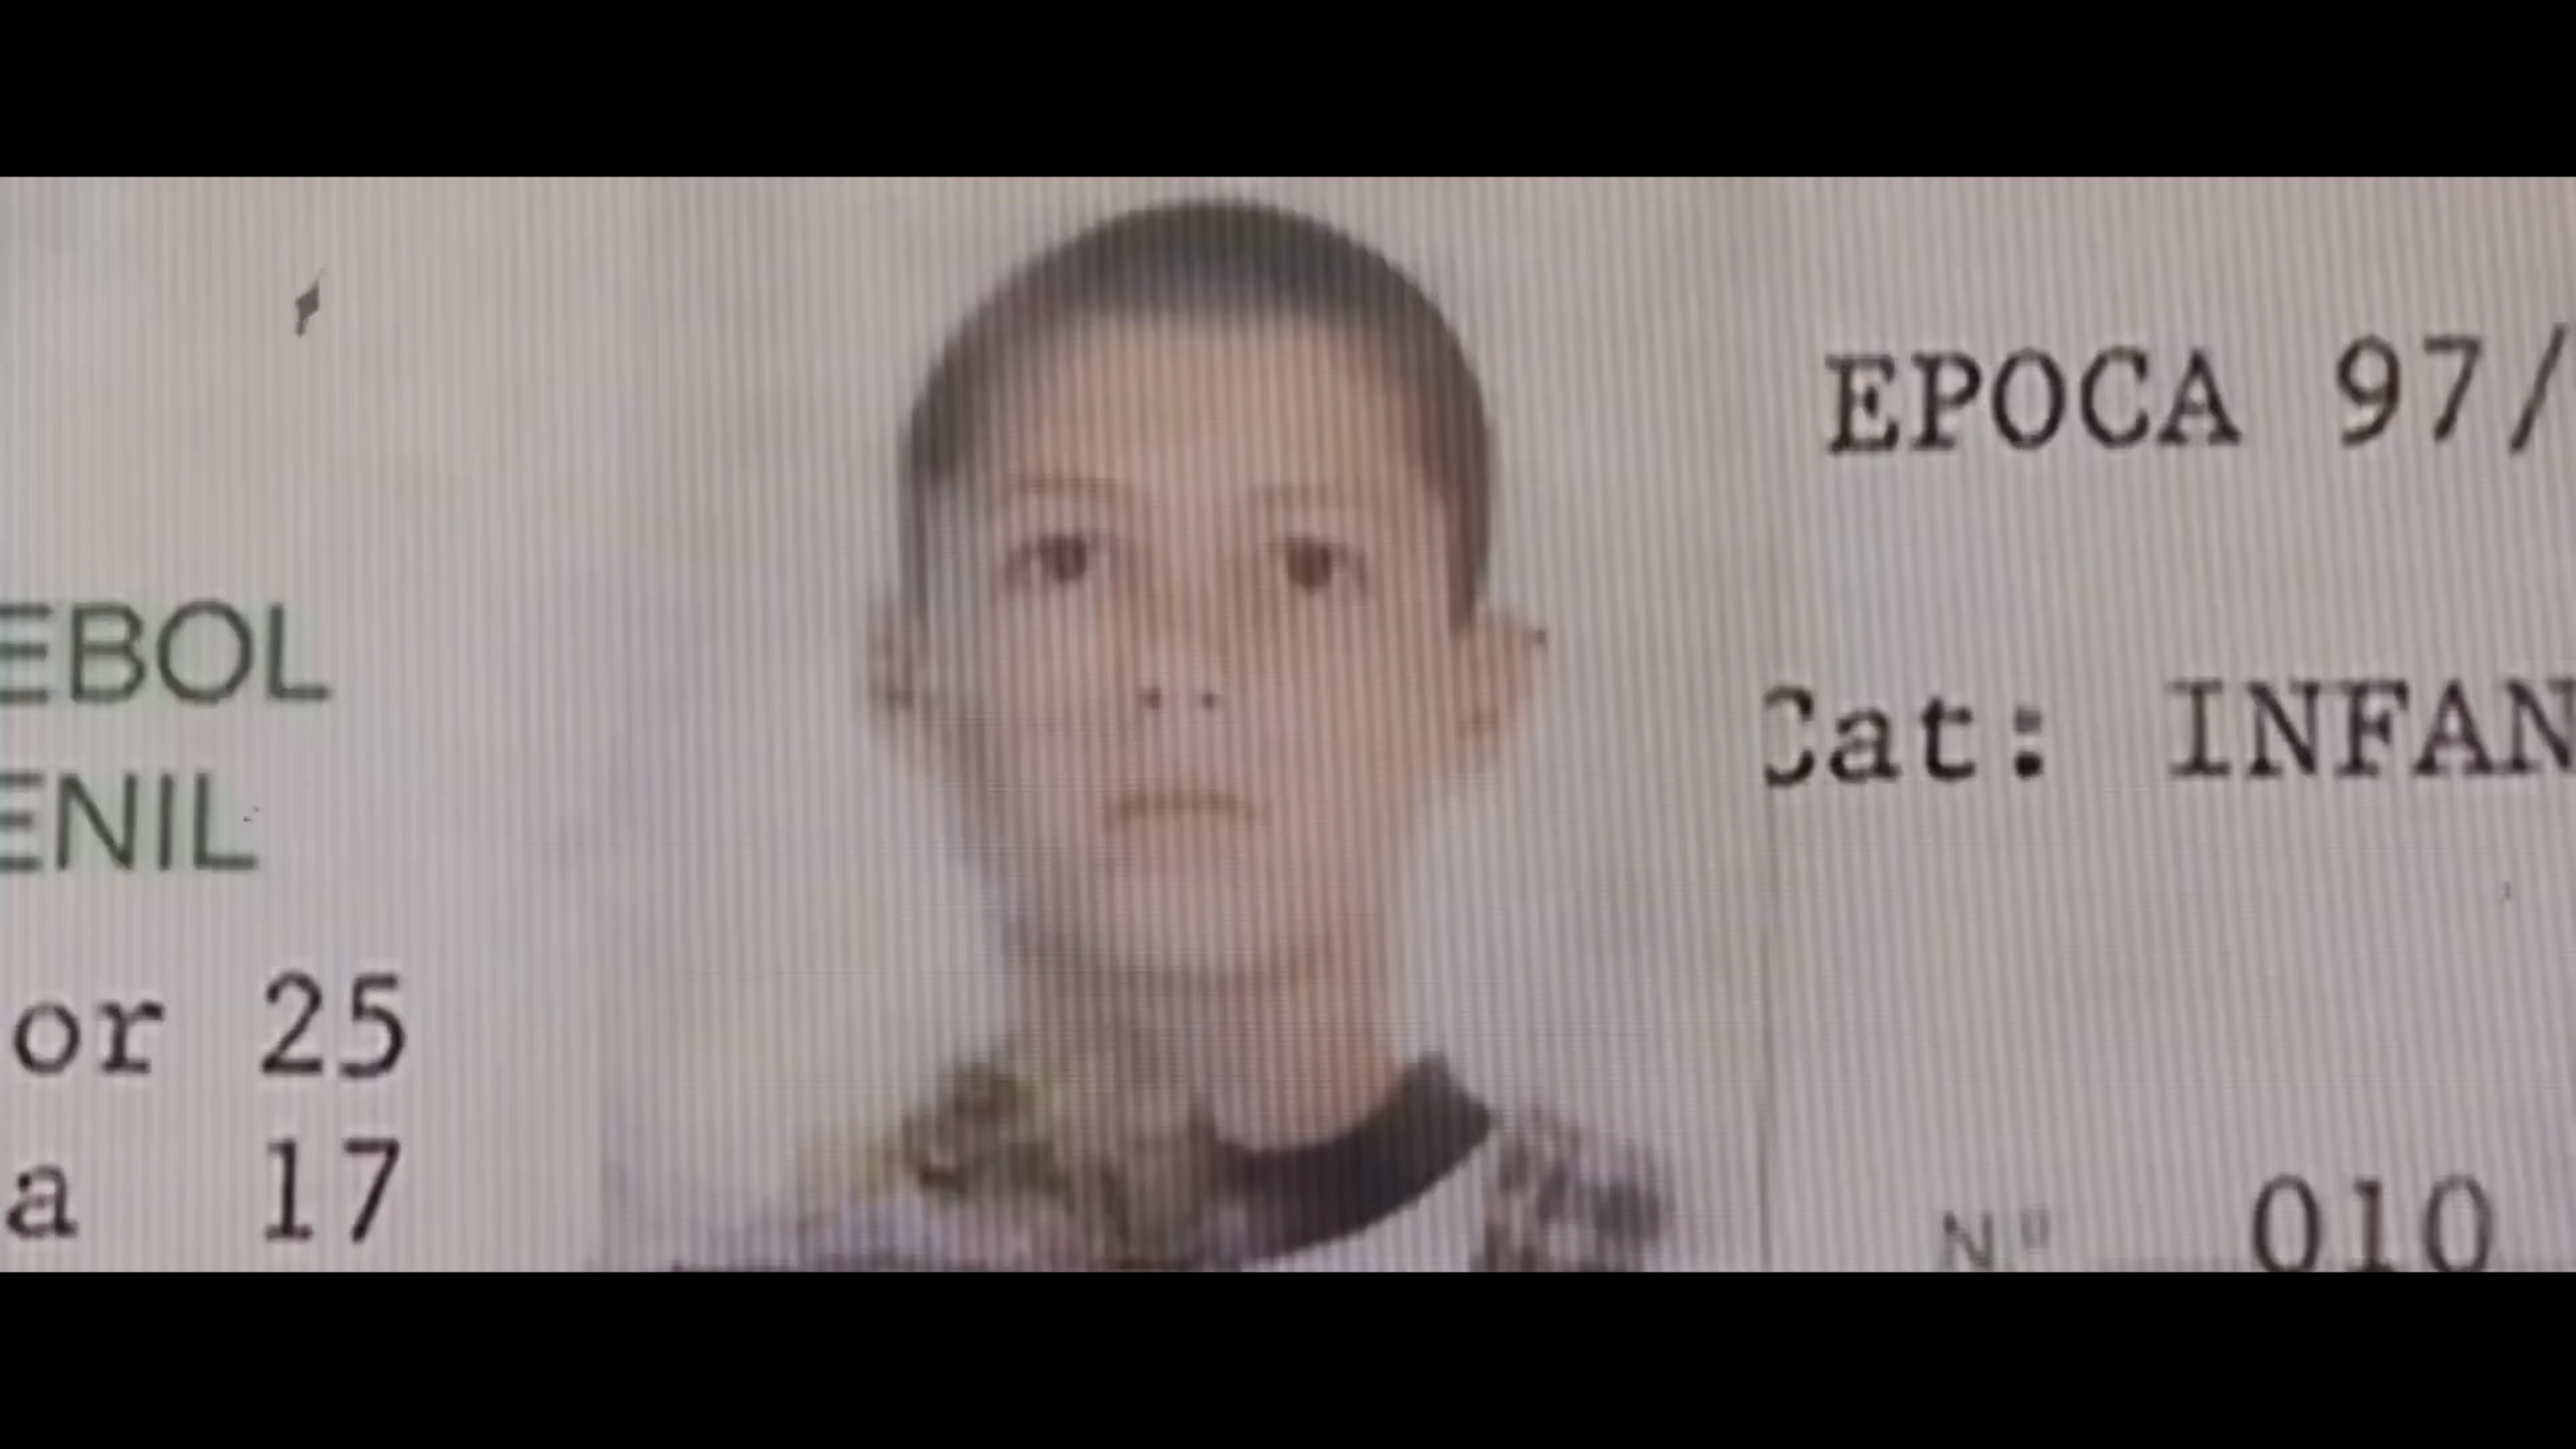 EPOCA 97/
EBOL
Cat: INFAN
ENIL
or 25
a 17
Nº 010